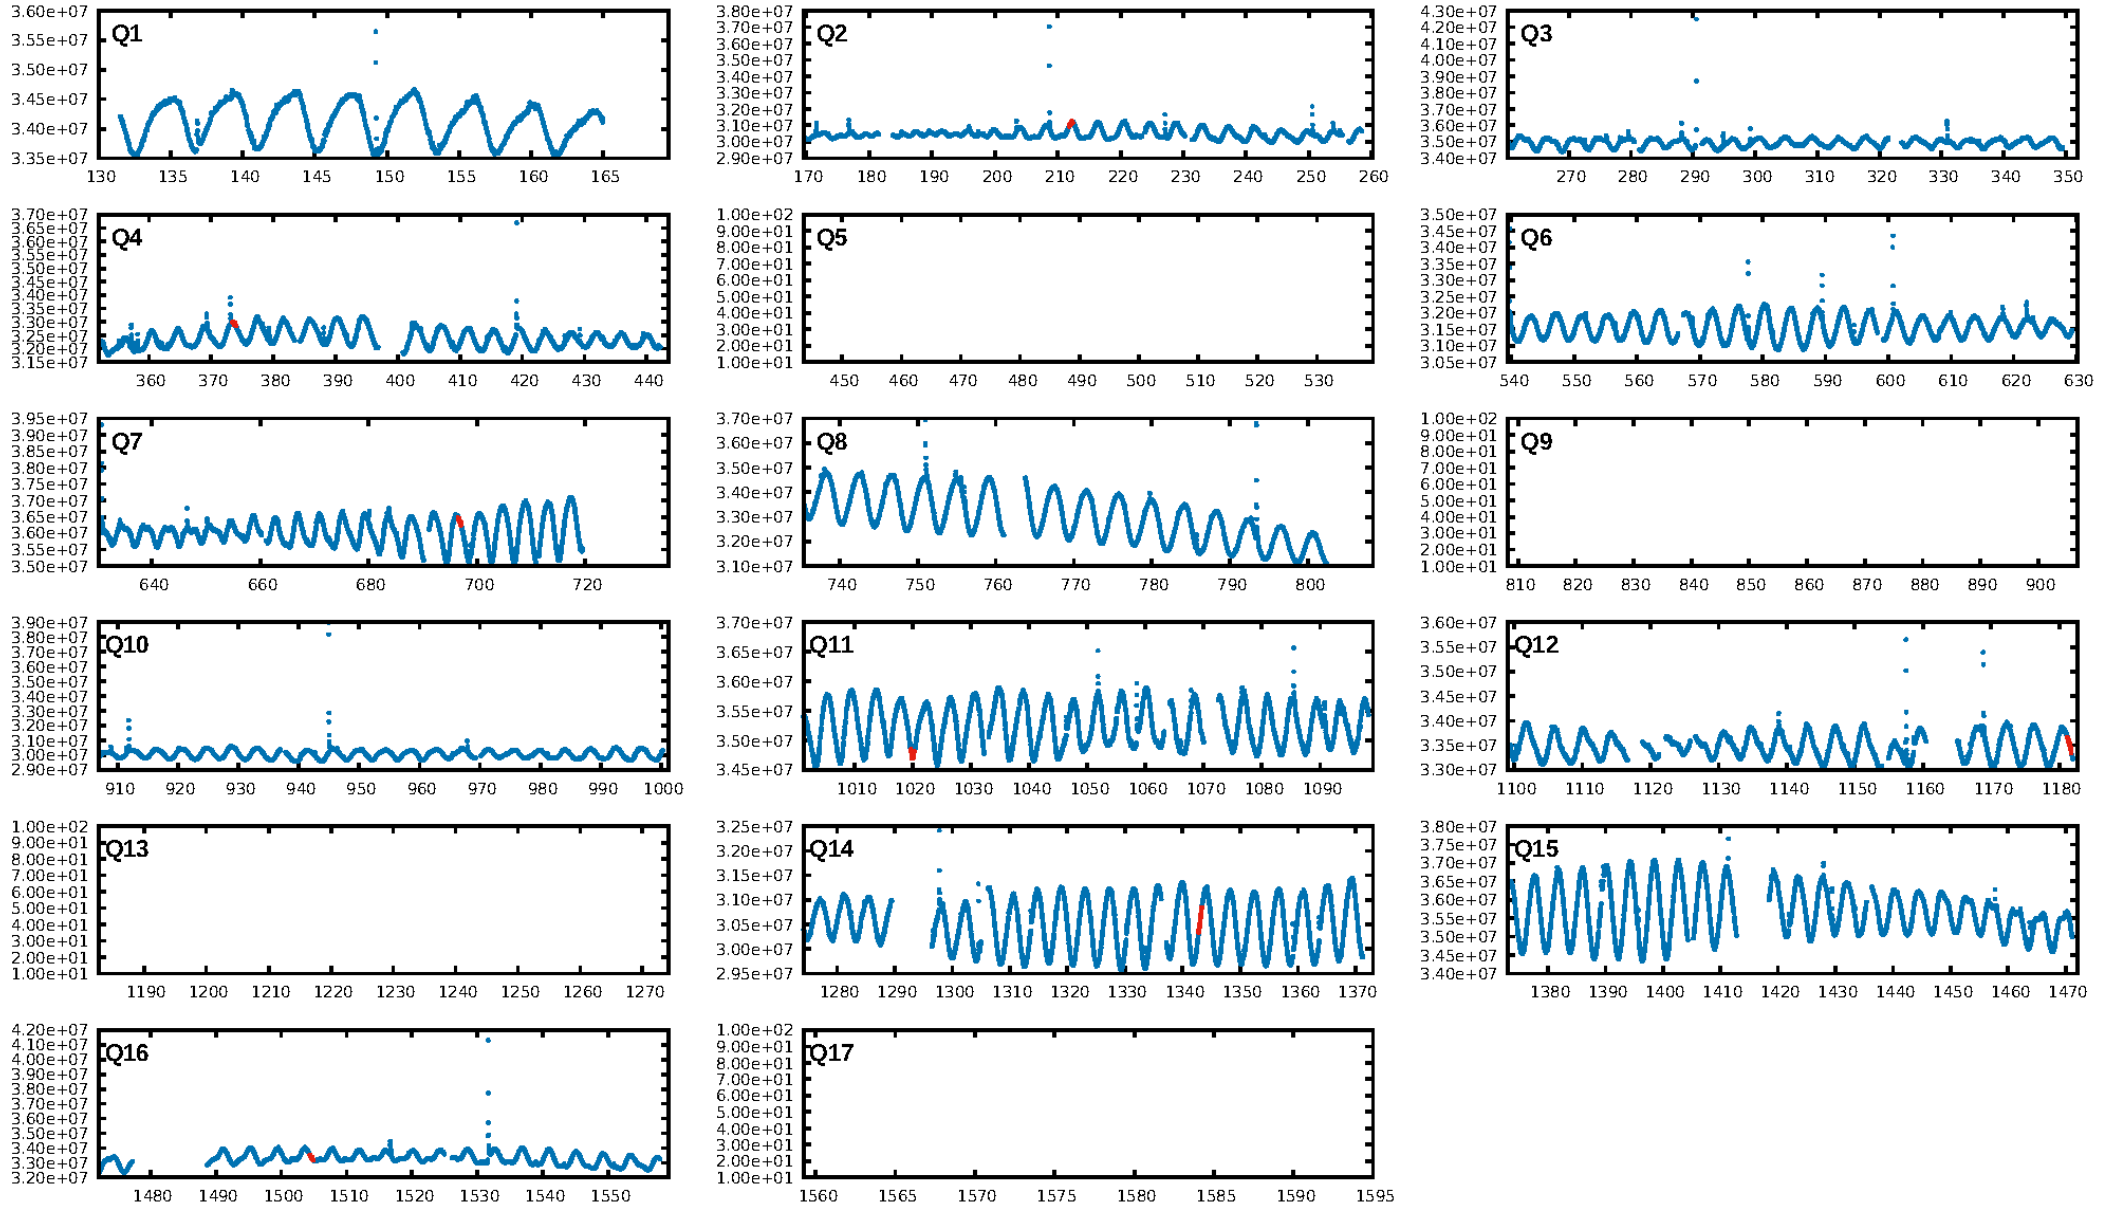 Q1
3.60e+07
3.55e+07
3.50e+07
3.45e+07
3.40e+07
3.35e+07
130 135 140 145 150 155 160 165
Q2
3.80e+07
3.70e+07
3.60e+07
3.50e+07
3.40e+07
3.30e+07
3.20e+07
3.10e+07
3.00e+07
2.90e+07
170 180 190 200 210 220 230 240 250 260
Q3
4.30e+07
4.20e+07
4.10e+07
4.00e+07
3.90e+07
3.80e+07
3.70e+07
3.60e+07
3.50e+07
3.40e+07
270 280 290 300 310 320 330 340 350
Q4
3.70e+07
3.65e+07
3.60e+07
3.55e+07
3.50e+07
3.45e+07
3.40e+07
3.35e+07
3.30e+07
3.25e+07
3.20e+07
3.15e+07
360 370 380 390 400 410 420 430 440
Q5
1.00e+02
9.00e+01
8.00e+01
7.00e+01
6.00e+01
5.00e+01
4.00e+01
3.00e+01
2.00e+01
1.00e+01
450 460 470 480 490 500 510 520 530
Q6
3.50e+07
3.45e+07
3.40e+07
3.35e+07
3.30e+07
3.25e+07
3.20e+07
3.15e+07
3.10e+07
3.05e+07
540 550 560 570 580 590 600 610 620 630
Q7
3.95e+07
3.90e+07
3.85e+07
3.80e+07
3.75e+07
3.70e+07
3.65e+07
3.60e+07
3.55e+07
3.50e+07
640 660 680 700 720
Q8
3.70e+07
3.60e+07
3.50e+07
3.40e+07
3.30e+07
3.20e+07
3.10e+07
740 750 760 770 780 790 800
Q9
1.00e+02
9.00e+01
8.00e+01
7.00e+01
6.00e+01
5.00e+01
4.00e+01
3.00e+01
2.00e+01
1.00e+01
810 820 830 840 850 860 870 880 890 900
Q10
3.90e+07
3.80e+07
3.70e+07
3.60e+07
3.50e+07
3.40e+07
3.30e+07
3.20e+07
3.10e+07
3.00e+07
2.90e+07
910 920 930 940 950 960 970 980 990 1000
Q11
3.70e+07
3.65e+07
3.60e+07
3.55e+07
3.50e+07
3.45e+07
1010 1020 1030 1040 1050 1060 1070 1080 1090
Q12
3.60e+07
3.55e+07
3.50e+07
3.45e+07
3.40e+07
3.35e+07
3.30e+07
1100 1110 1120 1130 1140 1150 1160 1170 1180
Q13
1.00e+02
9.00e+01
8.00e+01
7.00e+01
6.00e+01
5.00e+01
4.00e+01
3.00e+01
2.00e+01
1.00e+01
1190 1200 1210 1220 1230 1240 1250 1260 1270
Q14
3.25e+07
3.20e+07
3.15e+07
3.10e+07
3.05e+07
3.00e+07
2.95e+07
1280 1290 1300 1310 1320 1330 1340 1350 1360 1370
Q15
3.80e+07
3.75e+07
3.70e+07
3.65e+07
3.60e+07
3.55e+07
3.50e+07
3.45e+07
3.40e+07
1380 1390 1400 1410 1420 1430 1440 1450 1460 1470
Q16
4.20e+07
4.10e+07
4.00e+07
3.90e+07
3.80e+07
3.70e+07
3.60e+07
3.50e+07
3.40e+07
3.30e+07
3.20e+07
1480 1490 1500 1510 1520 1530 1540 1550
Q17
1.00e+02
9.00e+01
8.00e+01
7.00e+01
6.00e+01
5.00e+01
4.00e+01
3.00e+01
2.00e+01
1.00e+01
1560 1565 1570 1575 1580 1585 1590 1595